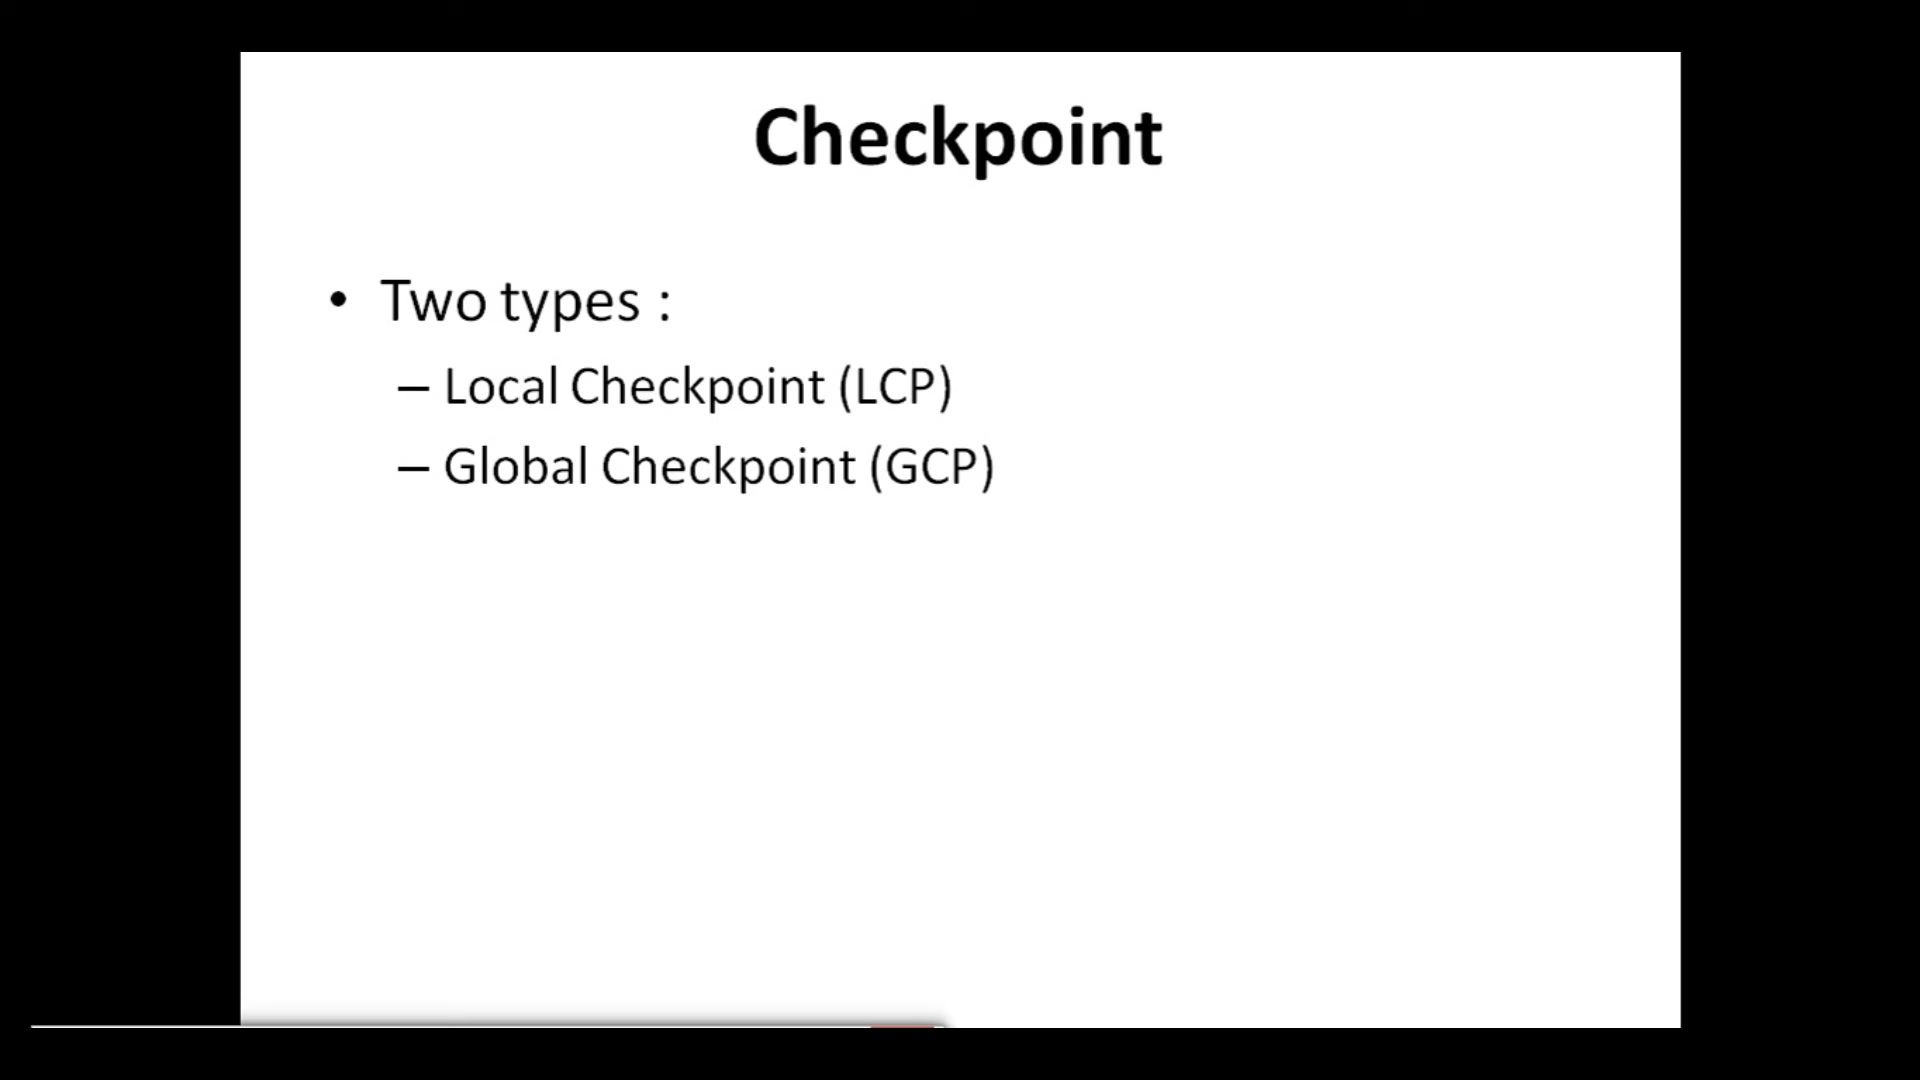 Checkpoint
• Two types :
– Local Checkpoint (LCP)
– Global Checkpoint (GCP)